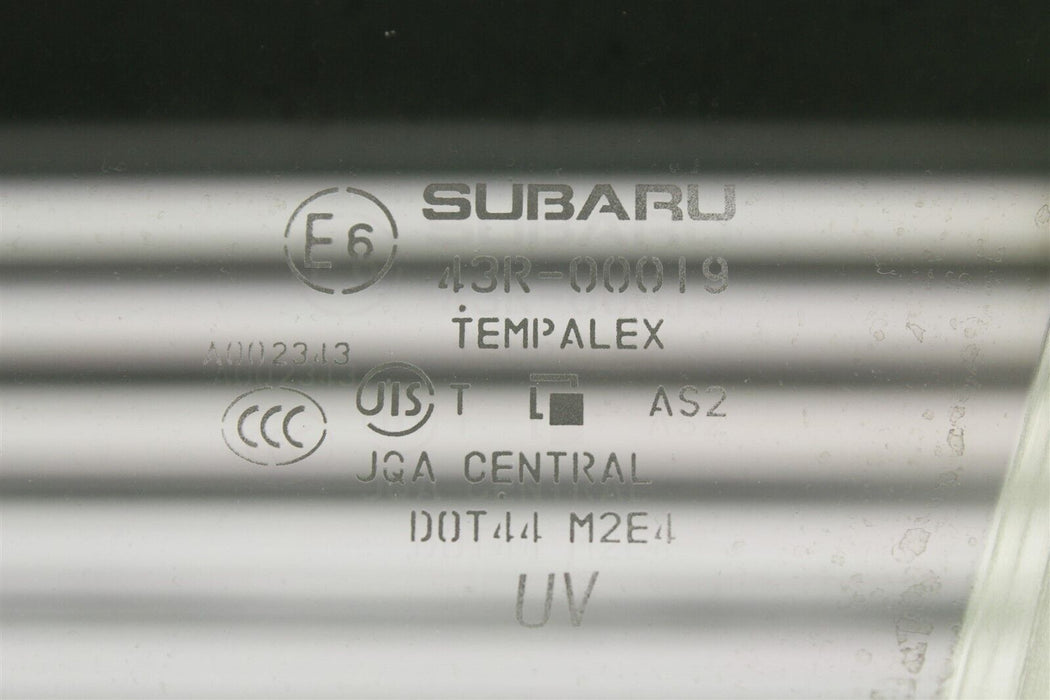 SUBARU
E6
43R-00019
TEMPALEX
A002343
CCC
JIS T AS2
JQA CENTRAL
DOT44 M2E4
UV